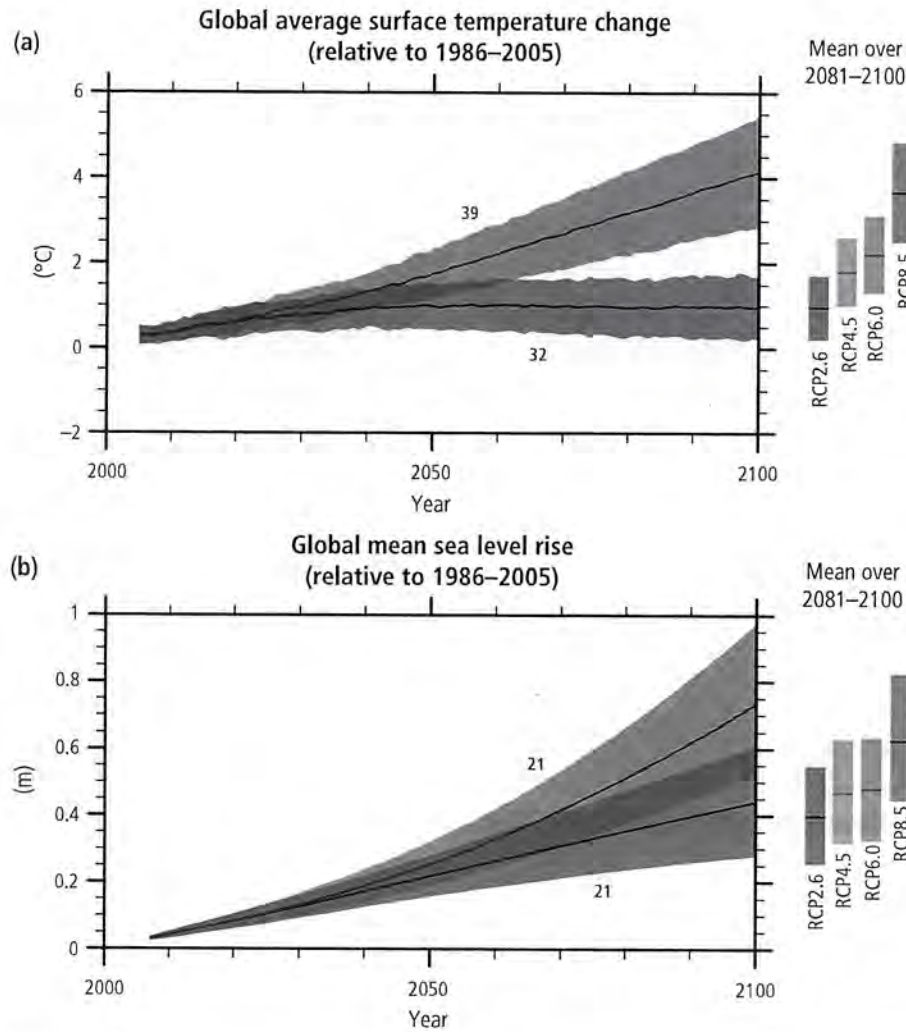 Global average surface temperature change
(relative to 1986–2005)
(a)
Mean over
2081–2100
6
4
2
0
−2
(°C)
39
32
2000
2050
2100
Year
RCP2.6
RCP4.5
RCP6.0
RCP8.5
Global mean sea level rise
(relative to 1986–2005)
(b)
Mean over
2081–2100
1
0.8
0.6
0.4
0.2
0
(m)
21
21
2000
2050
2100
Year
RCP2.6
RCP4.5
RCP6.0
RCP8.5